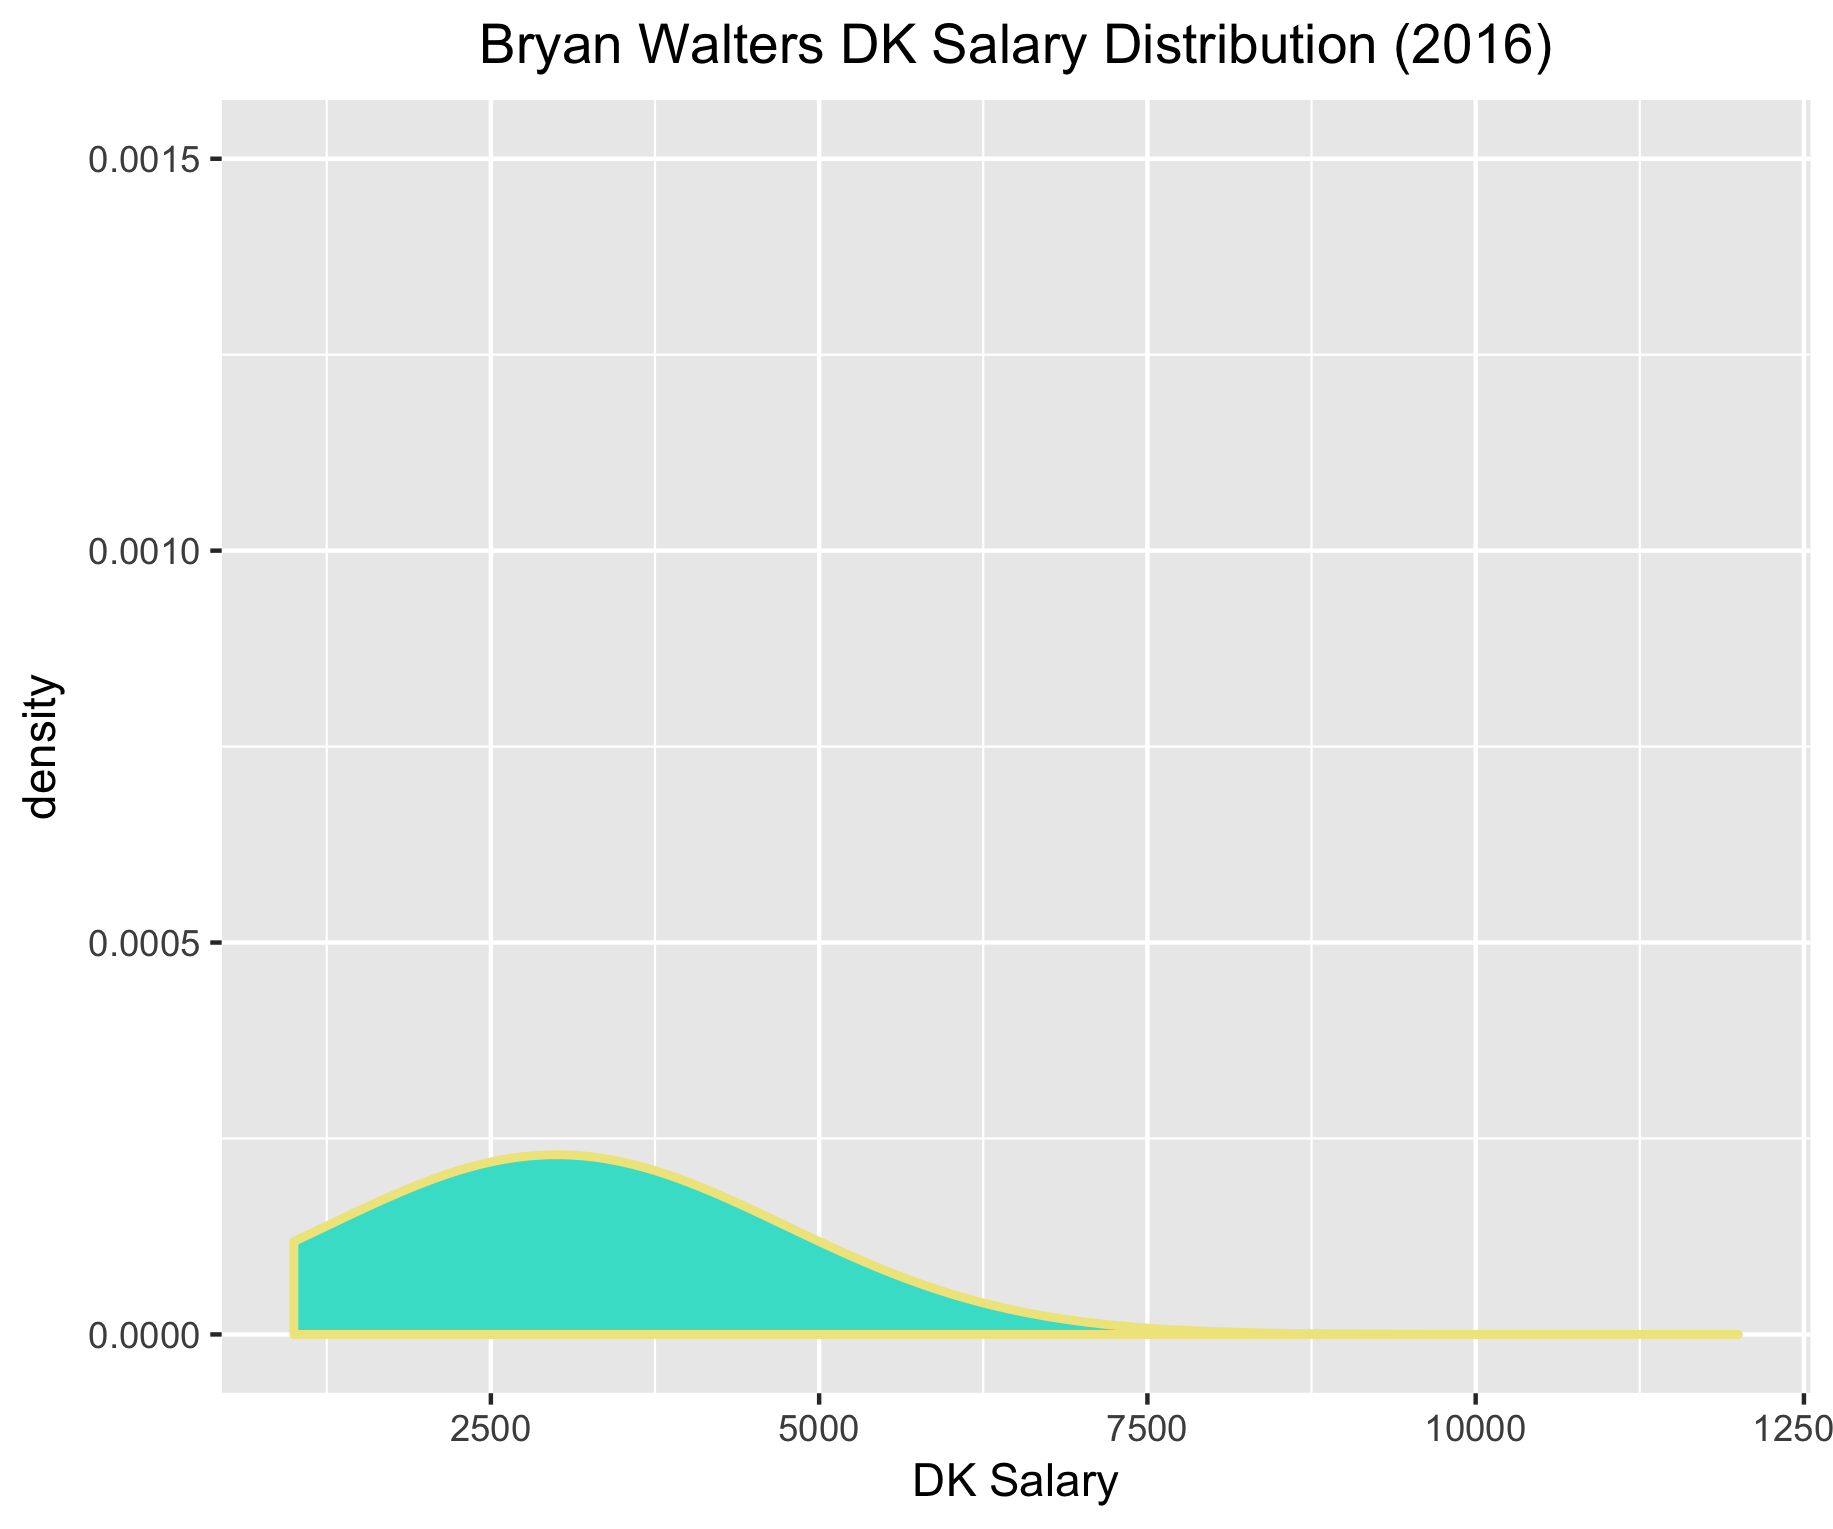 Bryan Walters DK Salary Distribution (2016)
0.0015
0.0010
0.0005
0.0000
density
2500 5000 7500 10000 1250
DK Salary